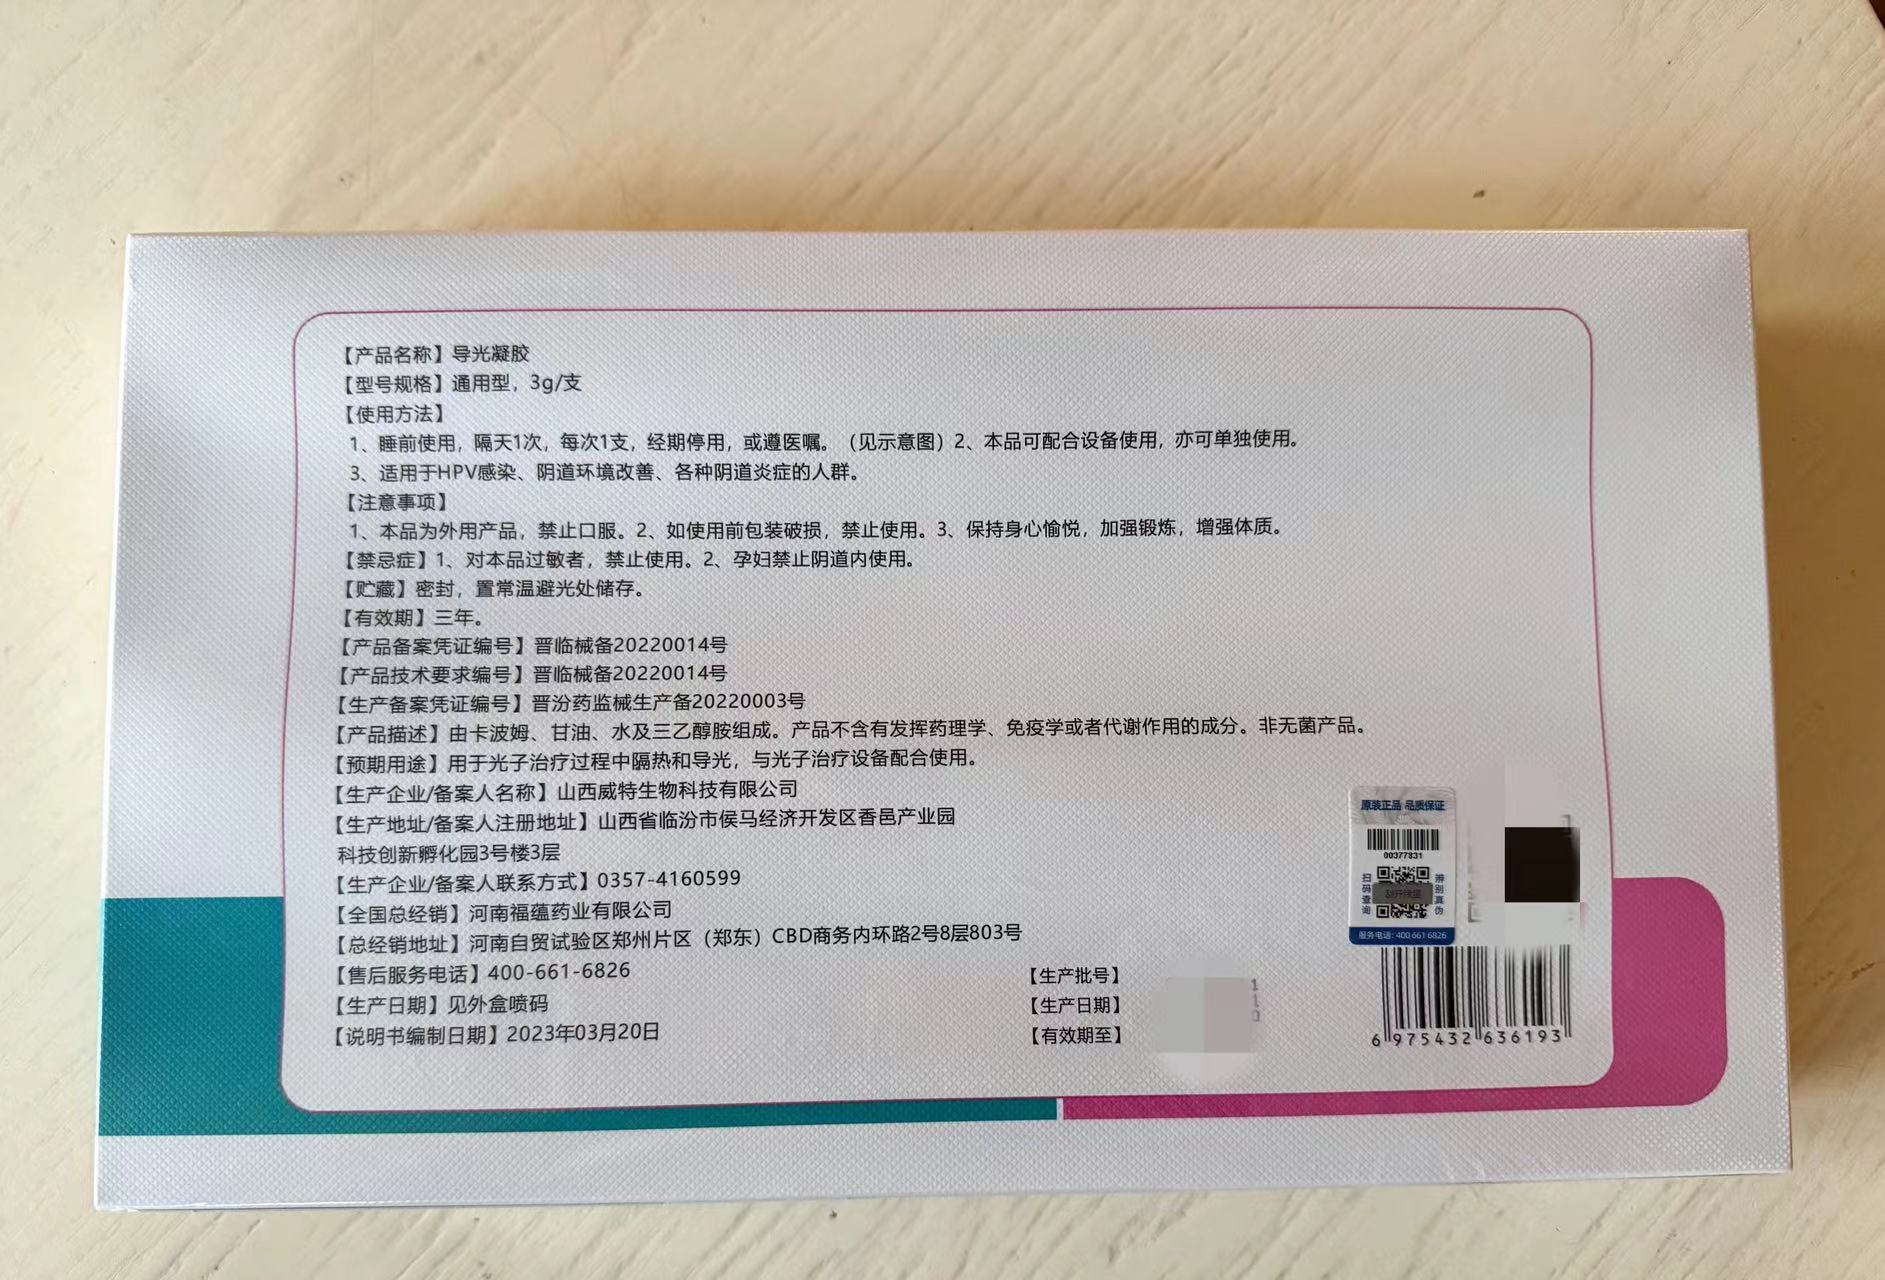 【产品名称】导光凝胶
【型号规格】通用型，3g/支
【使用方法】
1、睡前使用，隔天1次，每次1支，经期停用，或遵医嘱。（见示意图）2、本品可配合设备使用，亦可单独使用。
3、适用于HPV感染、阴道环境改善、各种阴道炎症的人群。
【注意事项】
1、本品为外用产品，禁止口服。2、如使用前包装破损，禁止使用。3、保持身心愉悦，加强锻炼，增强体质。
【禁忌症】1、对本品过敏者，禁止使用。2、孕妇禁止阴道内使用。
【贮藏】密封，置常温避光处储存。
【有效期】三年。
【产品备案凭证编号】晋临械备20220014号
【产品技术要求编号】晋临械备20220014号
【生产备案凭证编号】晋汾药监械生产备20220003号
【产品描述】由卡波姆、甘油、水及三乙醇胺组成。产品不含有发挥药理学、免疫学或者代谢作用的成分。非无菌产品。
【预期用途】用于光子治疗过程中隔热和导光，与光子治疗设备配合使用。
【生产企业/备案人名称】山西威特生物科技有限公司
【生产地址/备案人注册地址】山西省临汾市侯马经济开发区香邑产业园
科技创新孵化园3号楼3层
【生产企业/备案人联系方式】0357-4160599
【全国总经销】河南福蕴药业有限公司
【总经销地址】河南自贸试验区郑州片区（郑东）CBD商务内环路2号8层803号
【售后服务电话】400-661-6826
【生产日期】见外盒喷码
【说明书编制日期】2023年03月20日
【生产批号】
【生产日期】
【有效期至】
原装正品 品质保证
00377831
扫码查询
刮开涂层
辨别真伪
服务电话：400 661 6826
6 975432 636193